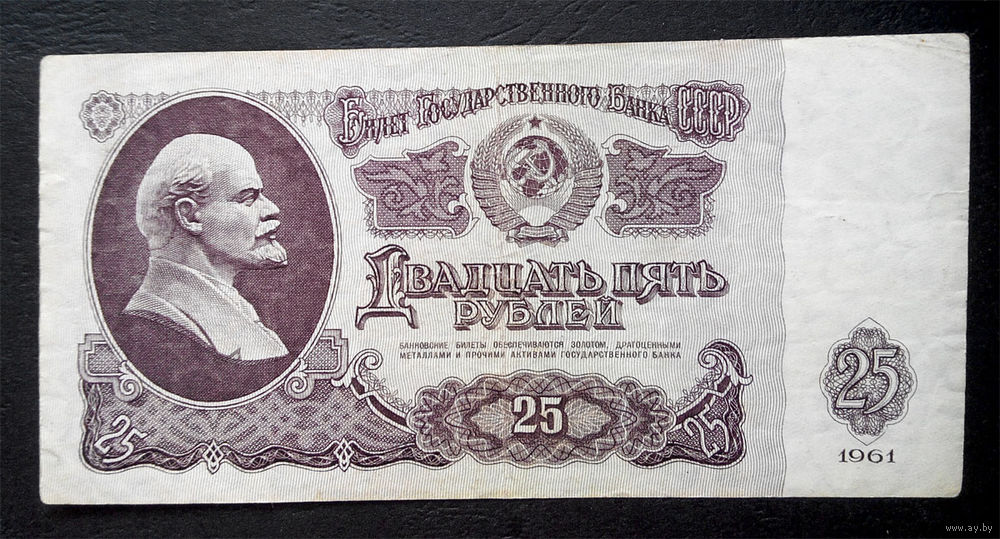 Билет Государственного Банка СССР
Двадцать пять
рублей
БАНКОВСКИЕ БИЛЕТЫ ОБЕСПЕЧИВАЮТСЯ ЗОЛОТОМ, ДРАГОЦЕННЫМИ
МЕТАЛЛАМИ И ПРОЧИМИ АКТИВАМИ ГОСУДАРСТВЕННОГО БАНКА
25
25
25
25
1961
www.ay.by